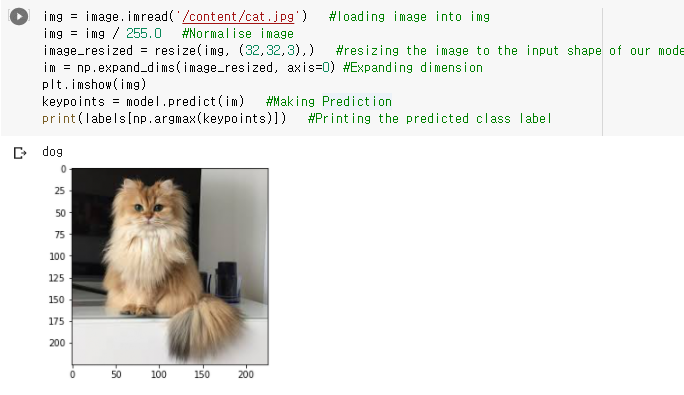 img = image.imread('/content/cat.jpg')   #loading image into img
img = img / 255.0   #Normalise image
image_resized = resize(img, (32,32,3),)   #resizing the image to the input shape of our mode
im = np.expand_dims(image_resized, axis=0) #Expanding dimension
plt.imshow(img)
keypoints = model.predict(im)   #Making Prediction
print(labels[np.argmax(keypoints)])   #Printing the predicted class label
dog
0
25
50
75
100
125
150
175
200
0 50 100 150 200